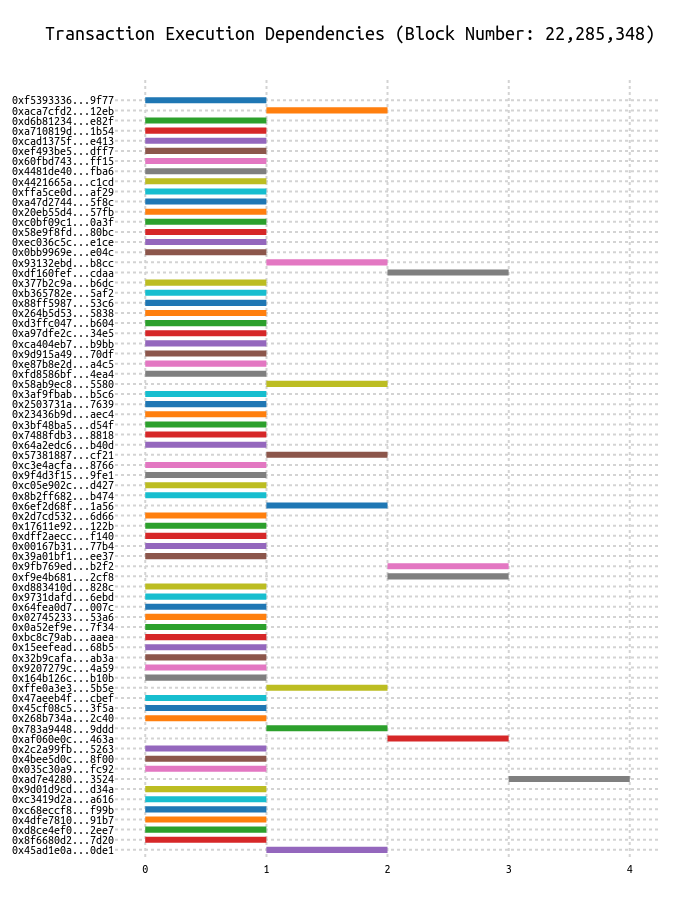 Transaction Execution Dependencies (Block Number: 22,285,348)
0xf5393336...9f77
0xaca7cfd2...12eb
0xd6b81234...e82f
0xa710819d...1b54
0xcad1375f...e413
0xef493be5...dff7
0x60fbd743...ff15
0x4481de40...fba6
0x4421665a...c1cd
0xffa5ce0d...af29
0xa47d2744...5f8c
0x20eb55d4...57fb
0xc0bf09c1...0a3f
0x58e9f8fd...80bc
0xec036c5c...e1ce
0x0bb9969e...e04c
0x93132ebd...b8cc
0xdf160fef...cdaa
0x377b2c9a...b6dc
0xb365782e...5af2
0x88ff5987...53c6
0x264b5d53...5838
0xd3ffc047...b604
0xa97dfe2c...34e5
0xca404eb7...b9bb
0x9d915a49...70df
0xe87b8e2d...a4c5
0xfd8586bf...4ea4
0x58ab9ec8...5580
0x3af9fbab...b5c6
0x2503731a...7639
0x23436b9d...aec4
0x3bf48ba5...d54f
0x7488fdb3...8818
0x64a2edc6...b40d
0x57381887...cf21
0xc3e4acfa...8766
0x9f4d3f15...9fe1
0xc05e902c...d427
0x8b2ff682...b474
0x6ef2d68f...1a56
0x2d7cd532...6d66
0x17611e92...122b
0xdff2aecc...f140
0x00167b31...77b4
0x39a01bf1...ee37
0x9fb769ed...b2f2
0xf9e4b681...2cf8
0xd883410d...828c
0x9731dafd...6ebd
0x64fea0d7...007c
0x02745233...53a6
0x0a52ef9e...7f34
0xbc8c79ab...aaea
0x15eefead...68b5
0x32b9cafa...ab3a
0x9207279c...4a59
0x164b126c...b10b
0xffe0a3e3...5b5e
0x47aeeb4f...cbef
0x45cf08c5...3f5a
0x268b734a...2c40
0x783a9448...9ddd
0xaf060e0c...463a
0x2c2a99fb...5263
0x4bee5d0c...8f00
0x035c30a9...fc92
0xad7e4280...3524
0x9d01d9cd...d34a
0xc3419d2a...a616
0xc68eccf8...f99b
0x4dfe7810...91b7
0xd8ce4ef0...2ee7
0x8f6680d2...7d20
0x45ad1e0a...0de1
0 1 2 3 4